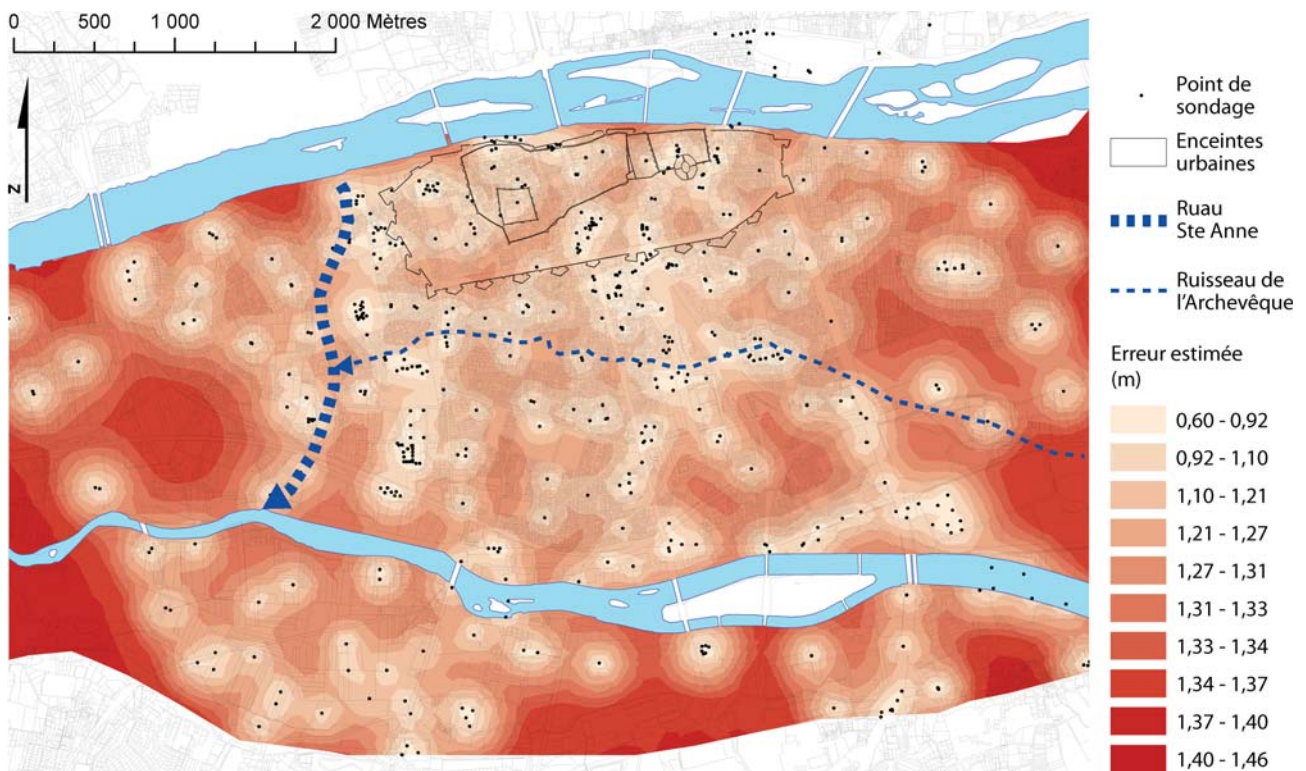 0 500 1 000 2 000 Mètres
N
Point de
sondage
Enceintes
urbaines
Ruau
Ste Anne
Ruisseau de
l'Archevêque
Erreur estimée
(m)
0,60 - 0,92
0,92 - 1,10
1,10 - 1,21
1,21 - 1,27
1,27 - 1,31
1,31 - 1,33
1,33 - 1,34
1,34 - 1,37
1,37 - 1,40
1,40 - 1,46